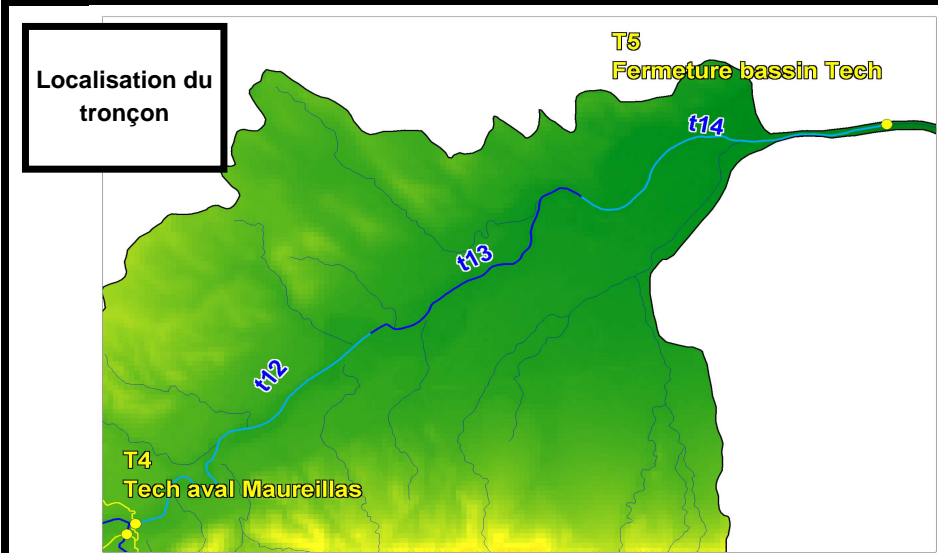 Localisation du
tronçon
T5
Fermeture bassin Tech
t14
t13
t12
T4
Tech aval Maureillas